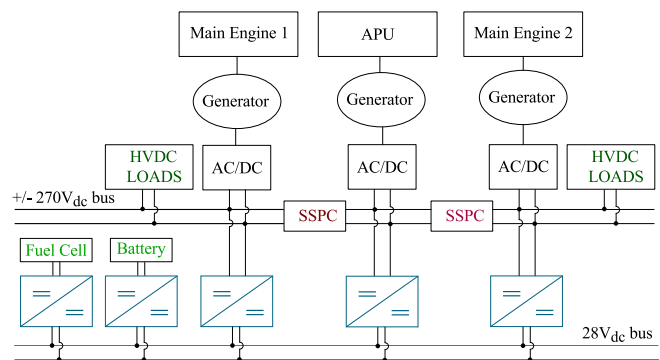 Main Engine 1
APU
Main Engine 2
Generator
Generator
Generator
HVDC
LOADS
AC/DC
AC/DC
AC/DC
HVDC
LOADS
+/- 270Vdc bus
SSPC
SSPC
Fuel Cell
Battery
28Vdc bus